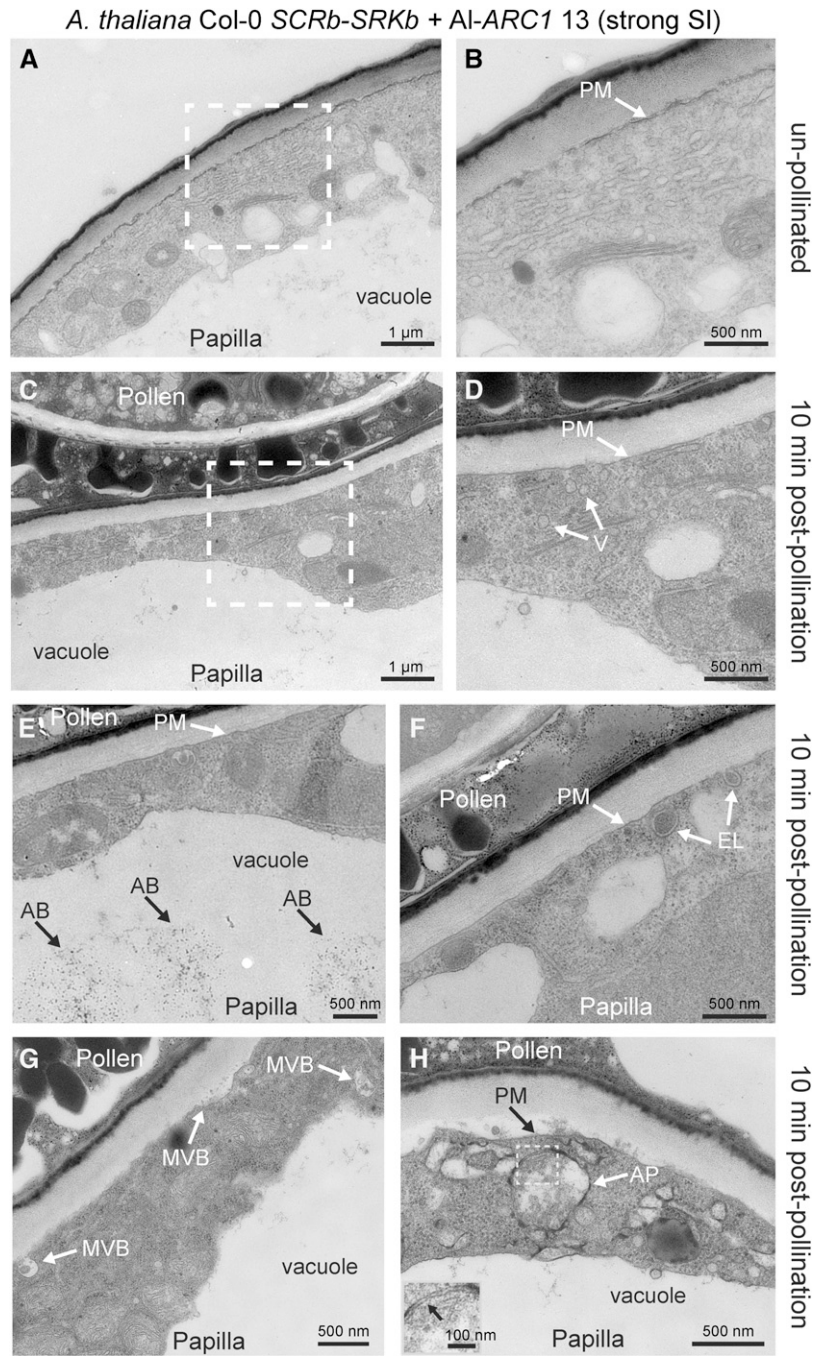 A. thaliana Col-0 SCRb-SRKb + Al-ARC1 13 (strong SI)
A
vacuole
Papilla
1 µm
B
PM
500 nm
un-pollinated
C
Pollen
vacuole
Papilla
1 µm
D
PM
V
500 nm
10 min post-pollination
E
Pollen
PM
vacuole
AB
AB
AB
Papilla
500 nm
F
Pollen
PM
EL
Papilla
500 nm
10 min post-pollination
G
Pollen
MVB
MVB
MVB
vacuole
Papilla
500 nm
H
Pollen
PM
AP
vacuole
100 nm
Papilla
500 nm
10 min post-pollination